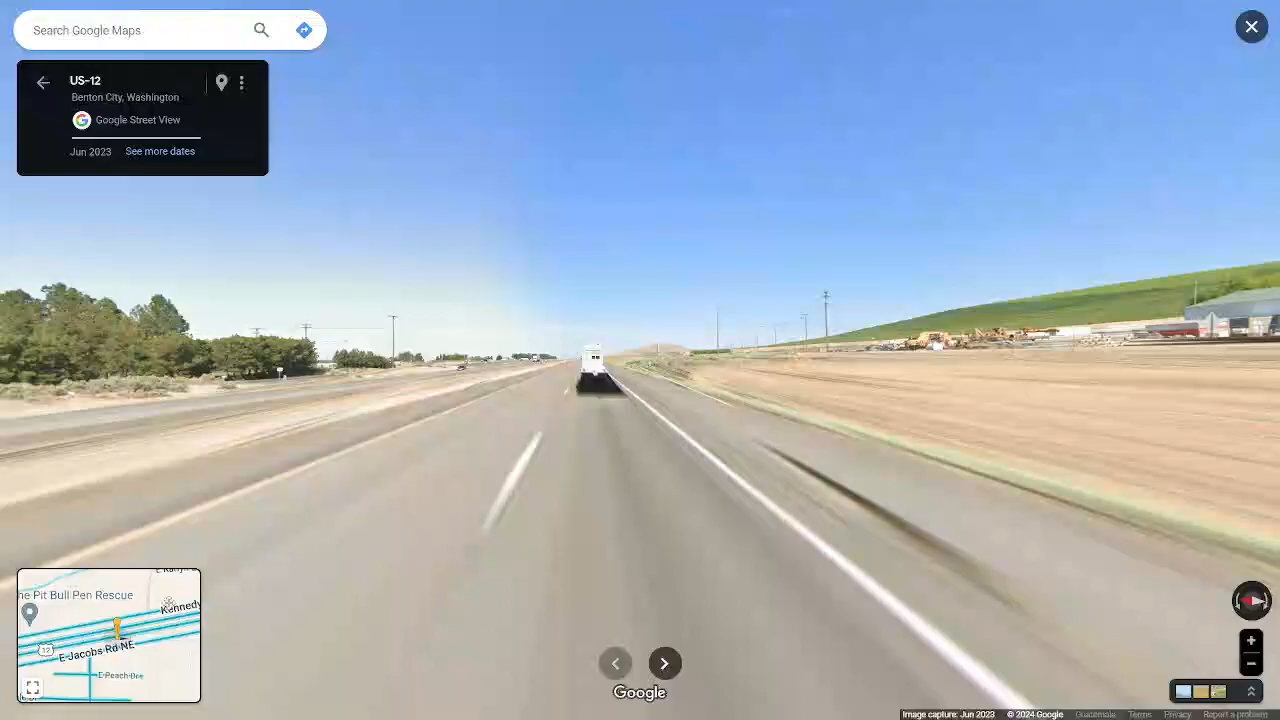 Search Google Maps
US-12
Benton City, Washington
Google Street View
Jun 2023 See more dates
The Pit Bull Pen Rescue
Kennedy
12
E Jacobs Rd NE
E Peach Dre
Google
Image capture: Jun 2023 © 2024 Google Guatemala Terms Privacy Report a problem